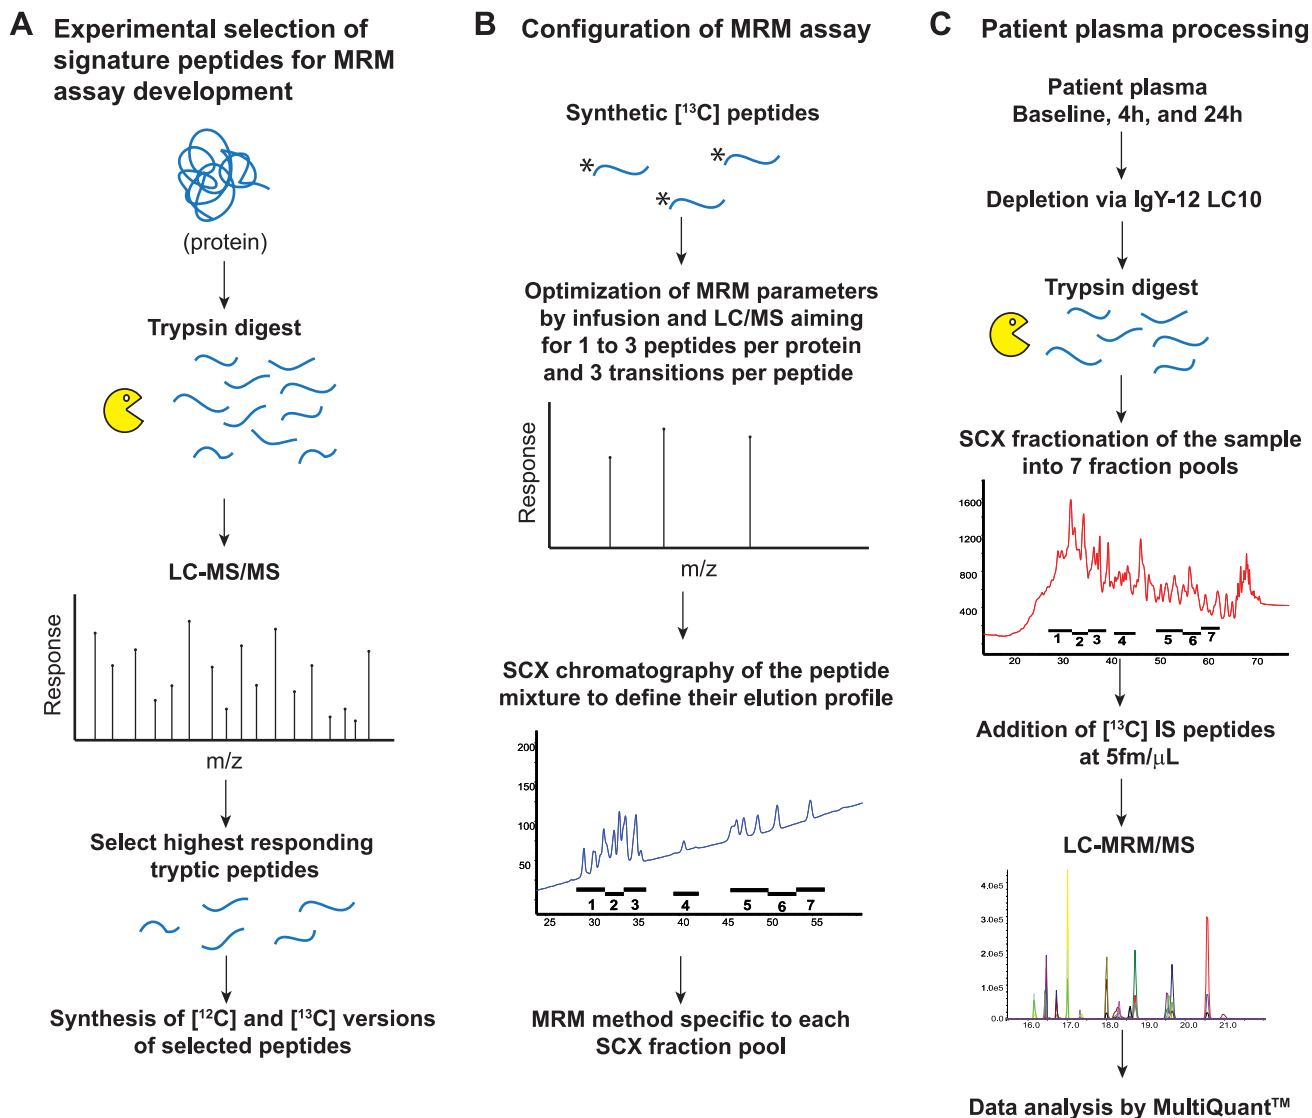 A Experimental selection of
signature peptides for MRM
assay development
(protein)
Trypsin digest
LC-MS/MS
Response
m/z
Select highest responding
tryptic peptides
Synthesis of [¹²C] and [¹³C] versions
of selected peptides
B Configuration of MRM assay
Synthetic [¹³C] peptides
*
*
*
Optimization of MRM parameters
by infusion and LC/MS aiming
for 1 to 3 peptides per protein
and 3 transitions per peptide
Response
m/z
SCX chromatography of the peptide
mixture to define their elution profile
200
150
100
50
1 2 3 4 5 6 7
25 30 35 40 45 50 55
MRM method specific to each
SCX fraction pool
C Patient plasma processing
Patient plasma
Baseline, 4h, and 24h
Depletion via IgY-12 LC10
Trypsin digest
SCX fractionation of the sample
into 7 fraction pools
1600
1200
800
400
1 2 3 4 5 6 7
20 30 40 50 60 70
Addition of [¹³C] IS peptides
at 5fm/μL
LC-MRM/MS
4.0e5
3.0e5
2.0e5
1.0e5
0.0
16.0 17.0 18.0 19.0 20.0 21.0
Data analysis by MultiQuant™